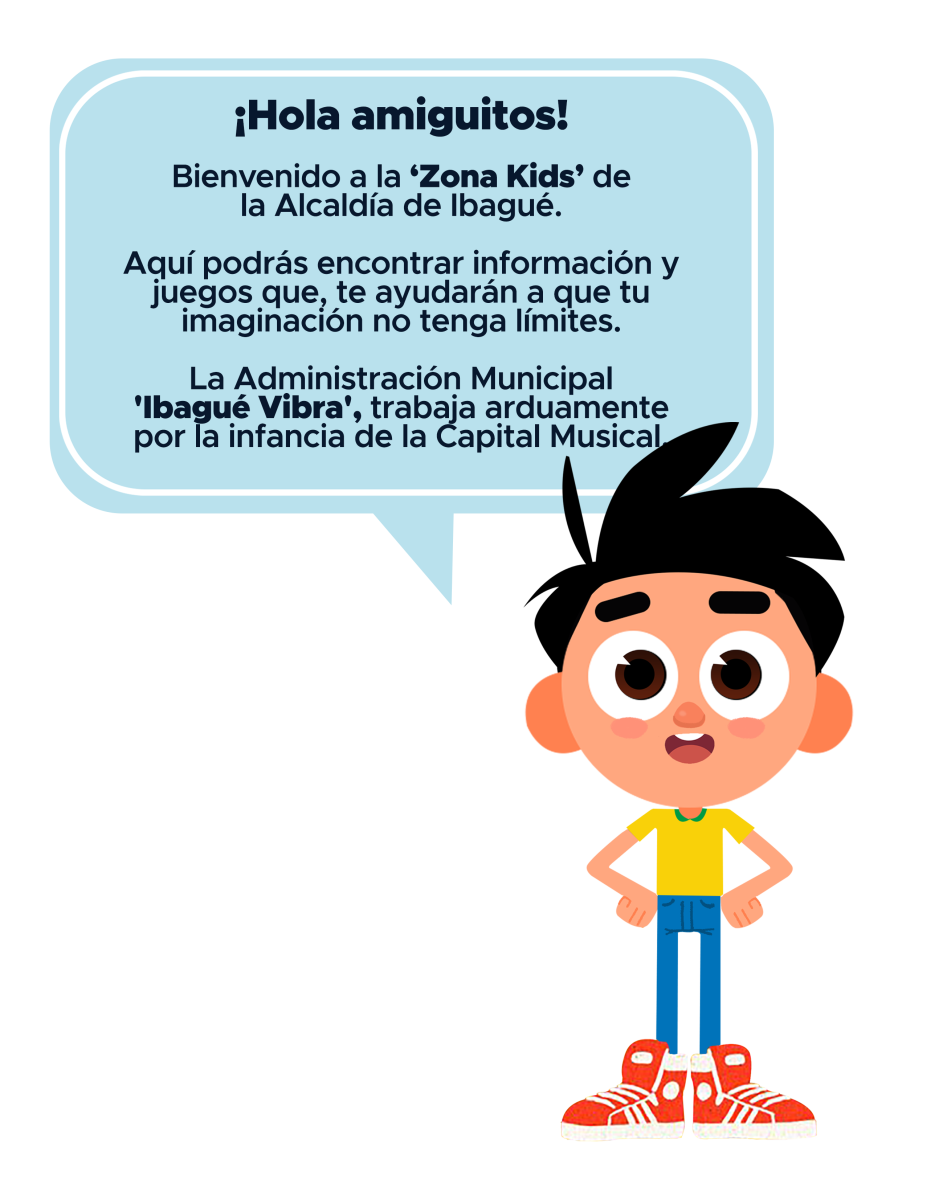 ¡Hola amiguitos!
Bienvenido a la ‘Zona Kids’ de
la Alcaldía de Ibagué.
Aquí podrás encontrar información y
juegos que, te ayudarán a que tu
imaginación no tenga límites.
La Administración Municipal
'Ibagué Vibra', trabaja arduamente
por la infancia de la Capital Musical.